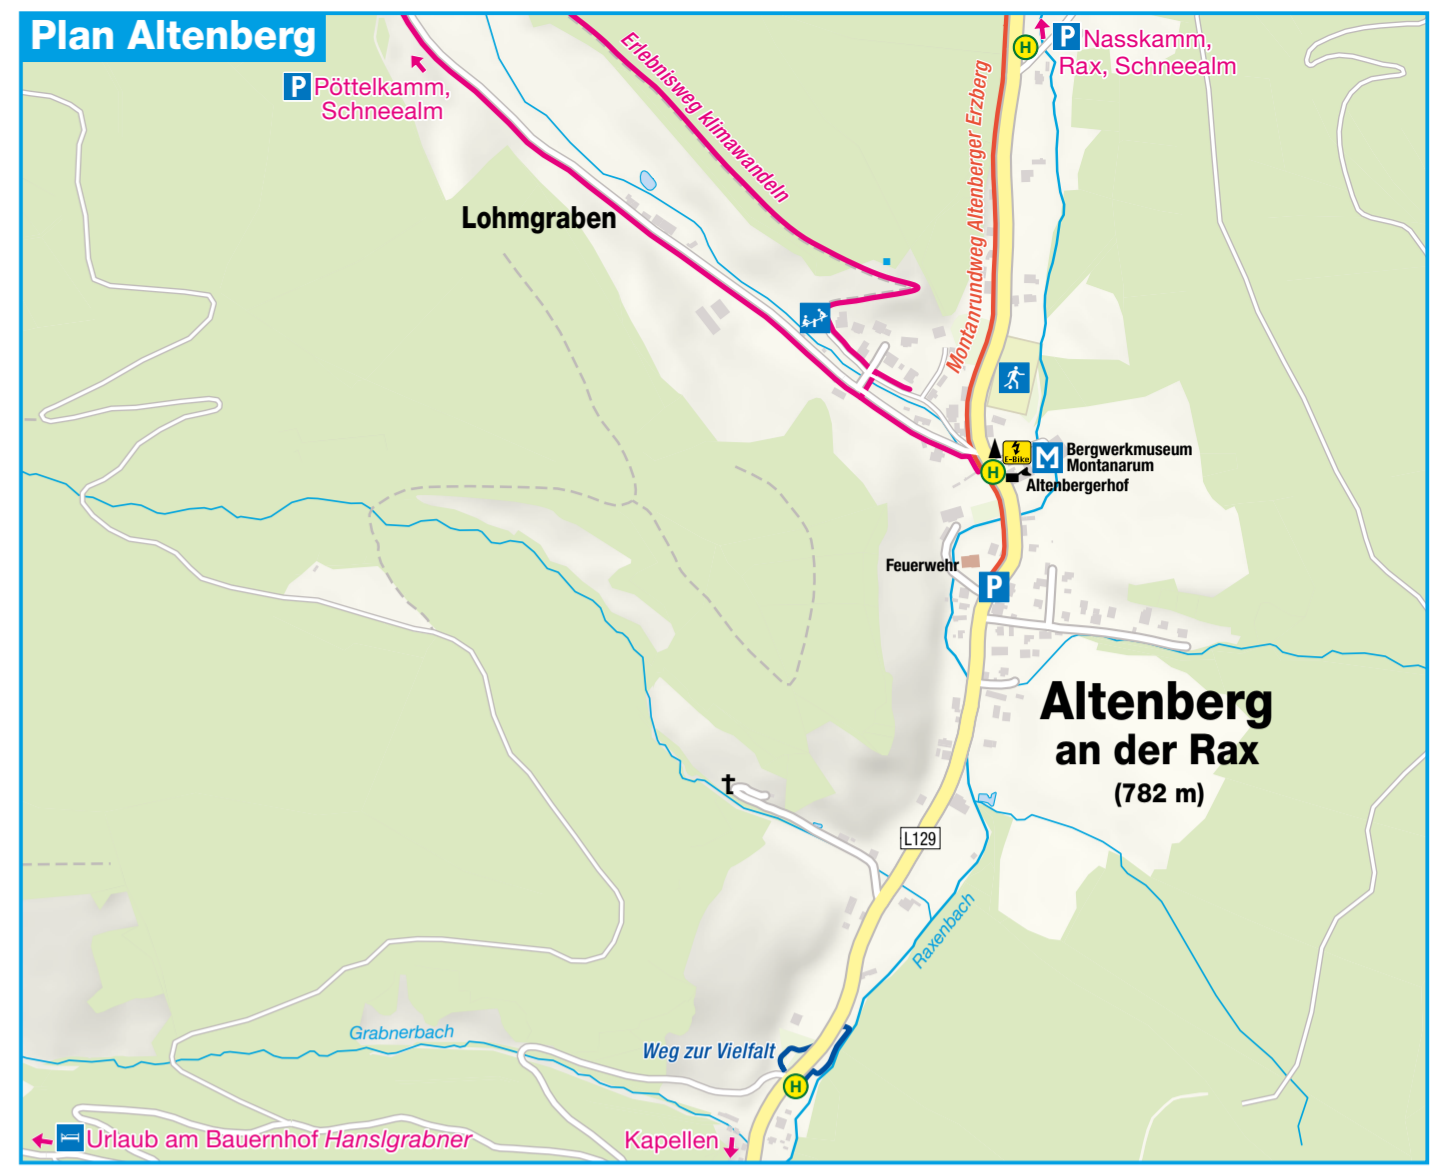 Plan Altenberg
P Pöttelkamm,
Schneealm
Erlebnisweg klimawandeln
H
P Nasskamm,
Rax, Schneealm
Montanrundweg Altenberger Erzberg
Lohmgraben
E-Bike
M Bergwerkmuseum
Montanarum
H
Altenbergerhof
Feuerwehr
P
Altenberg
an der Rax
(782 m)
L129
Raxenbach
Grabnerbach
Weg zur Vielfalt
H
Urlaub am Bauernhof Hanslgrabner
Kapellen